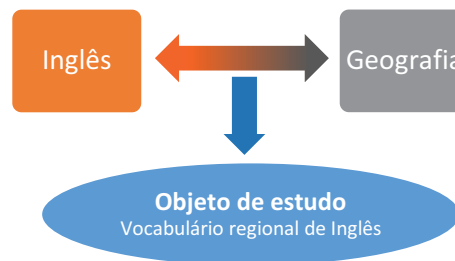 Inglês
Geografia
Objeto de estudo
Vocabulário regional de Inglês